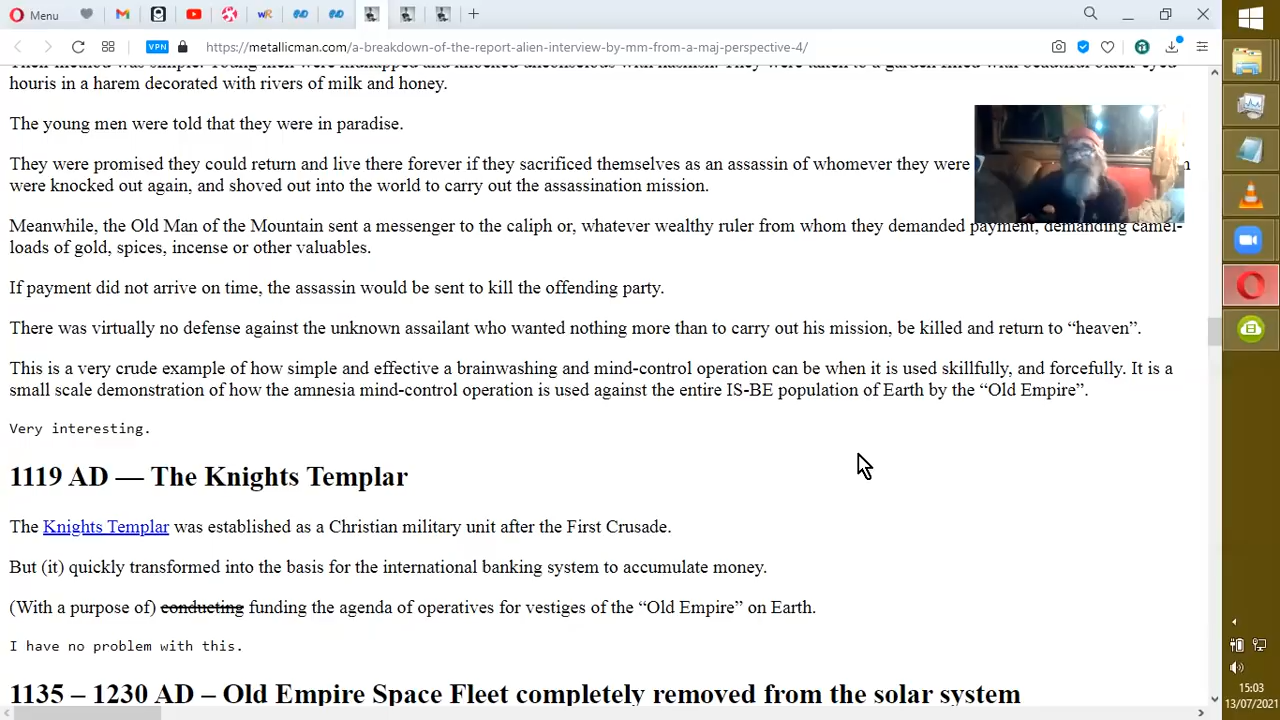 Menu
VPN
https://metallicman.com/a-breakdown-of-the-report-alien-interview-by-mm-from-a-maj-perspective-4/
houris in a harem decorated with rivers of milk and honey.
The young men were told that they were in paradise.
They were promised they could return and live there forever if they sacrificed themselves as an assassin of whomever they were
were knocked out again, and shoved out into the world to carry out the assassination mission.
Meanwhile, the Old Man of the Mountain sent a messenger to the caliph or, whatever wealthy ruler from whom they demanded payment, demanding camel-
loads of gold, spices, incense or other valuables.
If payment did not arrive on time, the assassin would be sent to kill the offending party.
There was virtually no defense against the unknown assailant who wanted nothing more than to carry out his mission, be killed and return to “heaven”.
This is a very crude example of how simple and effective a brainwashing and mind-control operation can be when it is used skillfully, and forcefully. It is a
small scale demonstration of how the amnesia mind-control operation is used against the entire IS-BE population of Earth by the “Old Empire”.
Very interesting.
1119 AD — The Knights Templar
The Knights Templar was established as a Christian military unit after the First Crusade.
But (it) quickly transformed into the basis for the international banking system to accumulate money.
(With a purpose of) conducting funding the agenda of operatives for vestiges of the “Old Empire” on Earth.
I have no problem with this.
1135 – 1230 AD – Old Empire Space Fleet completely removed from the solar system
15:03
13/07/2021